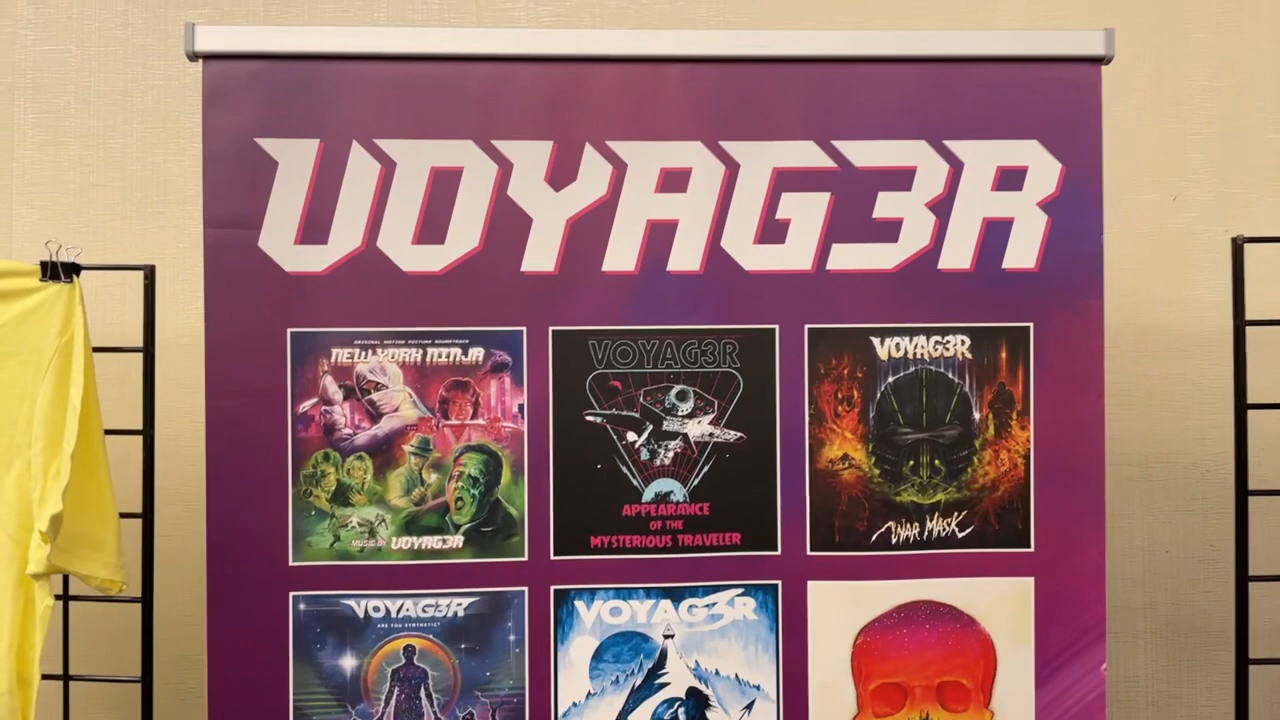 VOYAG3R
ORIGINAL MOTION PICTURE SOUNDTRACK
NEW YORK NINJA
MUSIC BY VOYAG3R
VOYAG3R
APPEARANCE
OF THE
MYSTERIOUS TRAVELER
VOYAG3R
WAR MASK
VOYAG3R
ARE YOU SYNTHETIC?
VOYAG3R